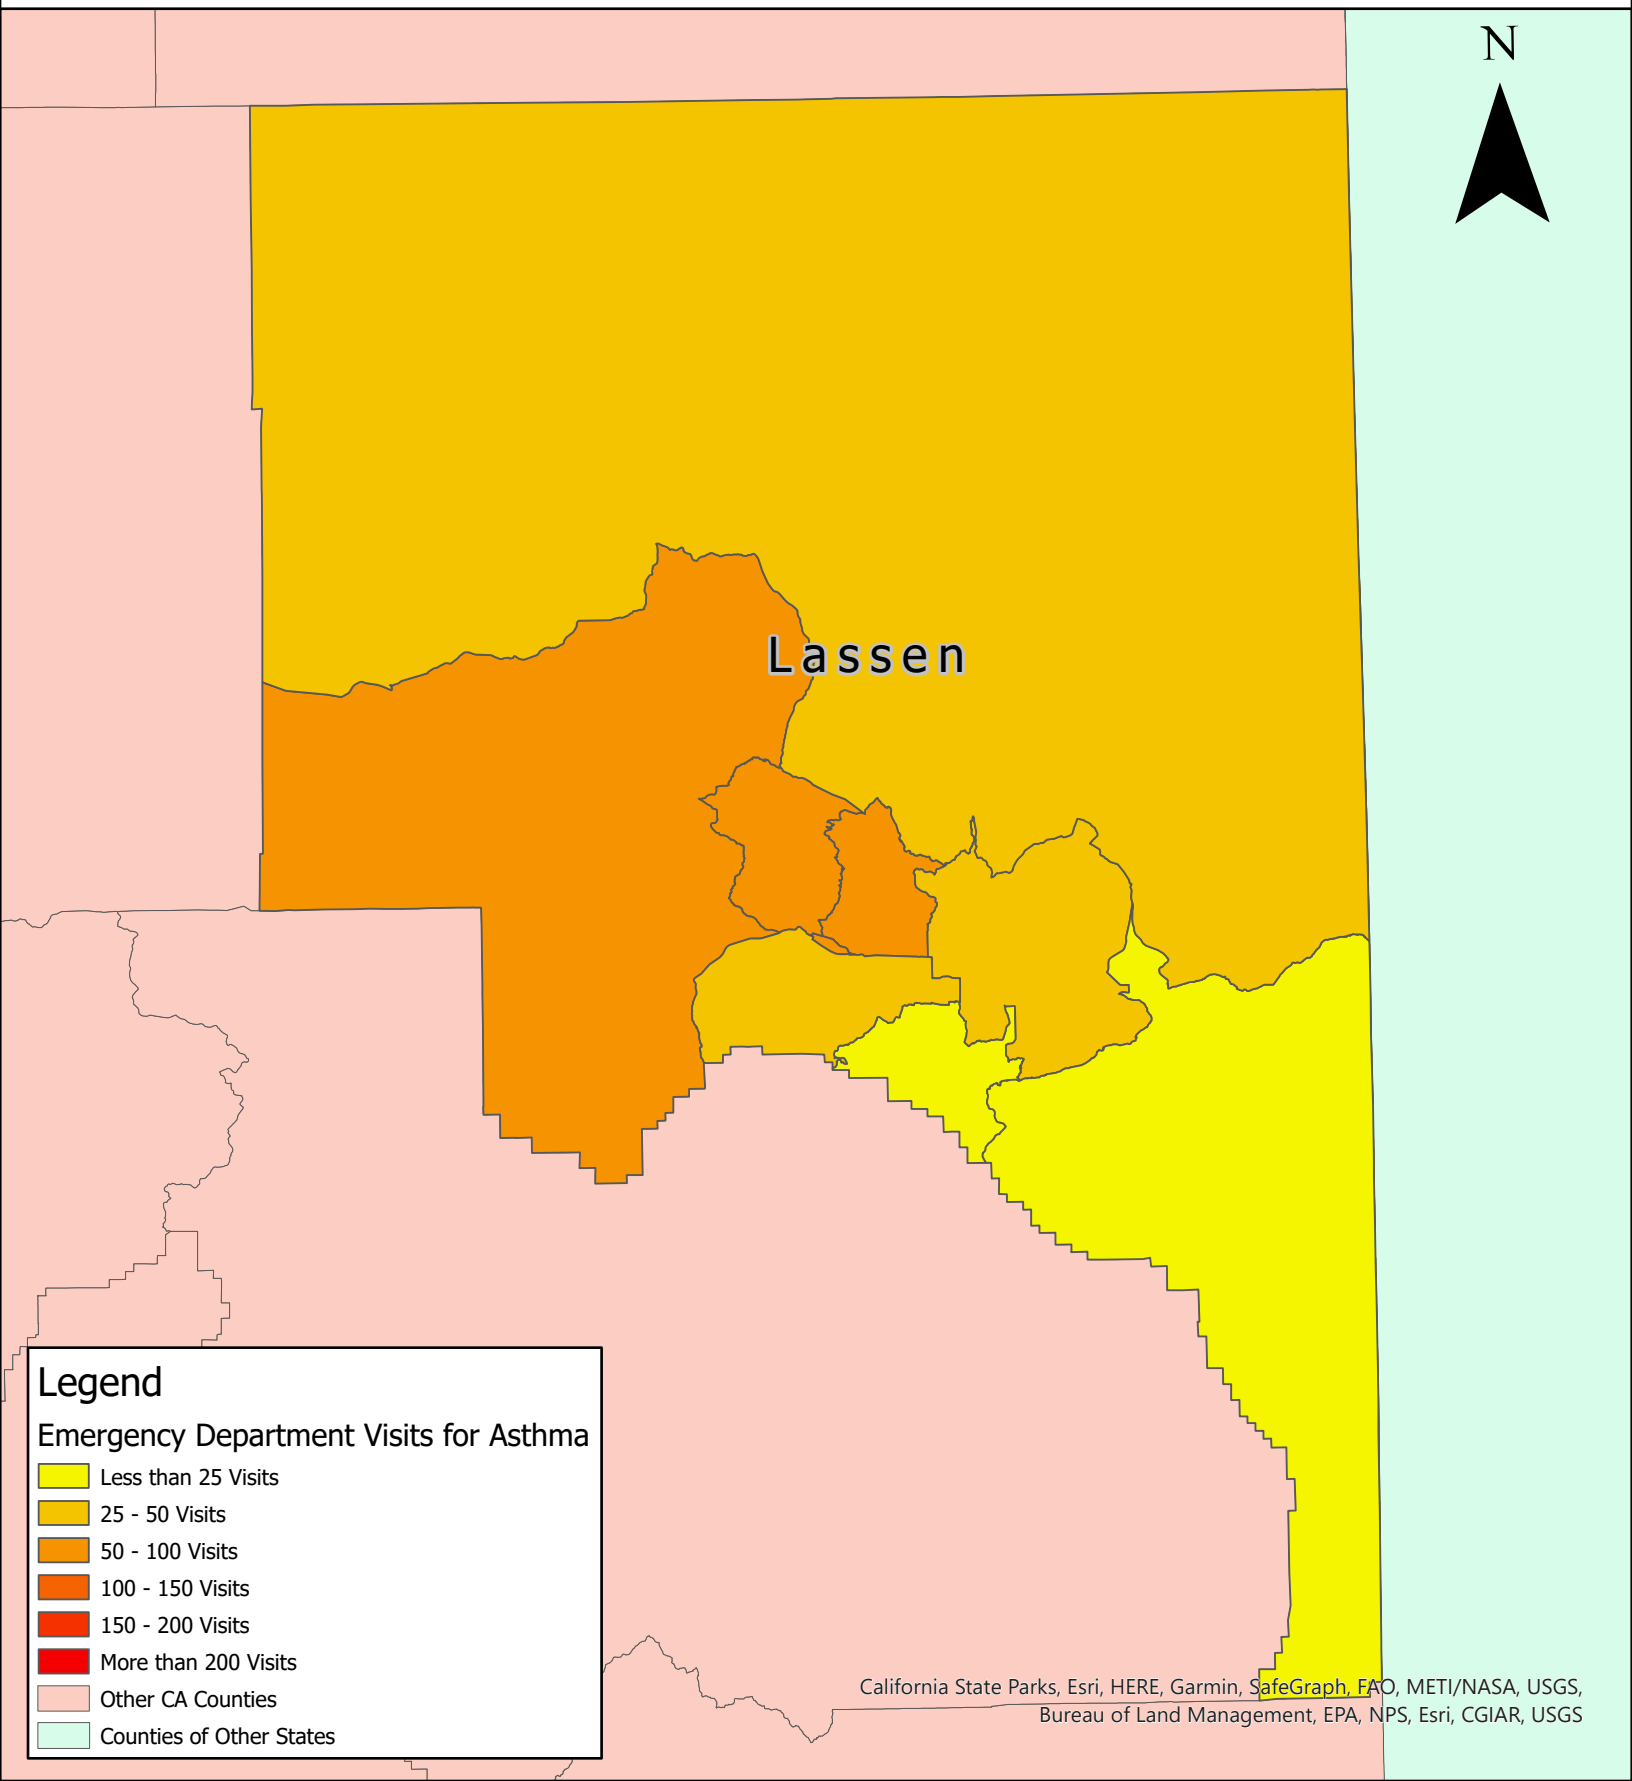 N
Lassen
Legend
Emergency Department Visits for Asthma
Less than 25 Visits
25 - 50 Visits
50 - 100 Visits
100 - 150 Visits
150 - 200 Visits
More than 200 Visits
Other CA Counties
Counties of Other States
California State Parks, Esri, HERE, Garmin, SafeGraph, FAO, METI/NASA, USGS,
Bureau of Land Management, EPA, NPS, Esri, CGIAR, USGS